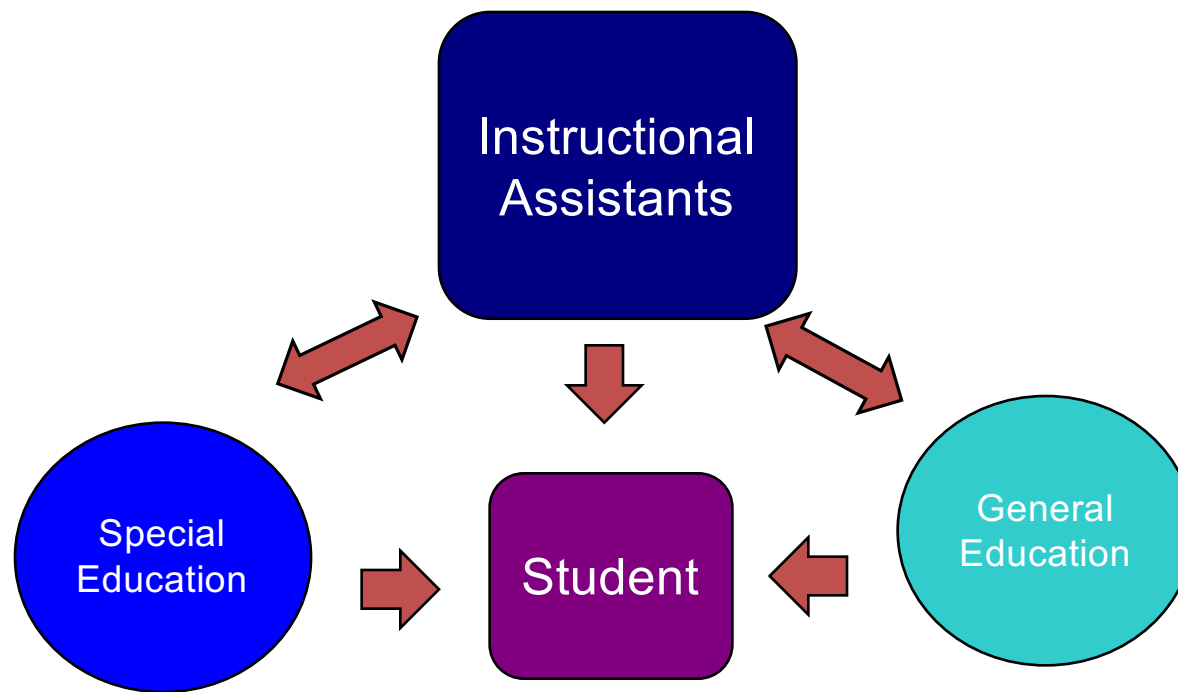 Instructional
Assistants
Special
Education
Student
General
Education